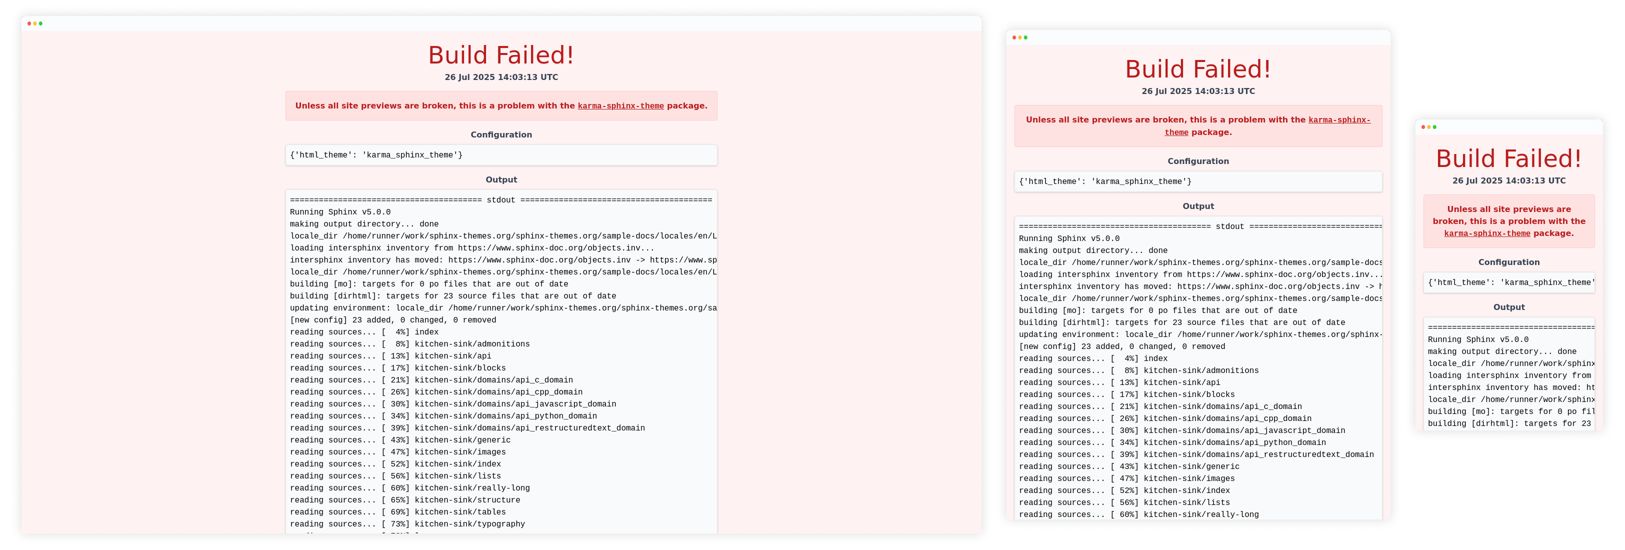 Build Failed!
26 Jul 2025 14:03:13 UTC
Unless all site previews are broken, this is a problem with the karma-sphinx-theme package.
Configuration
{'html_theme': 'karma_sphinx_theme'}
Output
======================================== stdout ========================================
Running Sphinx v5.0.0
making output directory... done
locale_dir /home/runner/work/sphinx-themes.org/sphinx-themes.org/sample-docs/locales/en/L
loading intersphinx inventory from https://www.sphinx-doc.org/objects.inv...
intersphinx inventory has moved: https://www.sphinx-doc.org/objects.inv -> https://www.sp
locale_dir /home/runner/work/sphinx-themes.org/sphinx-themes.org/sample-docs/locales/en/L
building [mo]: targets for 0 po files that are out of date
building [dirhtml]: targets for 23 source files that are out of date
updating environment: locale_dir /home/runner/work/sphinx-themes.org/sphinx-themes.org/sa
[new config] 23 added, 0 changed, 0 removed
reading sources... [  4%] index
reading sources... [  8%] kitchen-sink/admonitions
reading sources... [ 13%] kitchen-sink/api
reading sources... [ 17%] kitchen-sink/blocks
reading sources... [ 21%] kitchen-sink/domains/api_c_domain
reading sources... [ 26%] kitchen-sink/domains/api_cpp_domain
reading sources... [ 30%] kitchen-sink/domains/api_javascript_domain
reading sources... [ 34%] kitchen-sink/domains/api_python_domain
reading sources... [ 39%] kitchen-sink/domains/api_restructuredtext_domain
reading sources... [ 43%] kitchen-sink/generic
reading sources... [ 47%] kitchen-sink/images
reading sources... [ 52%] kitchen-sink/index
reading sources... [ 56%] kitchen-sink/lists
reading sources... [ 60%] kitchen-sink/really-long
reading sources... [ 65%] kitchen-sink/structure
reading sources... [ 69%] kitchen-sink/tables
reading sources... [ 73%] kitchen-sink/typography
Build Failed!
26 Jul 2025 14:03:13 UTC
Unless all site previews are broken, this is a problem with the karma-sphinx-
theme package.
Configuration
{'html_theme': 'karma_sphinx_theme'}
Output
======================================== stdout ===================================
Running Sphinx v5.0.0
making output directory... done
locale_dir /home/runner/work/sphinx-themes.org/sphinx-themes.org/sample-docs
loading intersphinx inventory from https://www.sphinx-doc.org/objects.inv...
intersphinx inventory has moved: https://www.sphinx-doc.org/objects.inv -> h
locale_dir /home/runner/work/sphinx-themes.org/sphinx-themes.org/sample-docs
building [mo]: targets for 0 po files that are out of date
building [dirhtml]: targets for 23 source files that are out of date
updating environment: locale_dir /home/runner/work/sphinx-themes.org/sphinx-
[new config] 23 added, 0 changed, 0 removed
reading sources... [  4%] index
reading sources... [  8%] kitchen-sink/admonitions
reading sources... [ 13%] kitchen-sink/api
reading sources... [ 17%] kitchen-sink/blocks
reading sources... [ 21%] kitchen-sink/domains/api_c_domain
reading sources... [ 26%] kitchen-sink/domains/api_cpp_domain
reading sources... [ 30%] kitchen-sink/domains/api_javascript_domain
reading sources... [ 34%] kitchen-sink/domains/api_python_domain
reading sources... [ 39%] kitchen-sink/domains/api_restructuredtext_domain
reading sources... [ 43%] kitchen-sink/generic
reading sources... [ 47%] kitchen-sink/images
reading sources... [ 52%] kitchen-sink/index
reading sources... [ 56%] kitchen-sink/lists
reading sources... [ 60%] kitchen-sink/really-long
Build Failed!
26 Jul 2025 14:03:13 UTC
Unless all site previews are
broken, this is a problem with the
karma-sphinx-theme package.
Configuration
{'html_theme': 'karma_sphinx_theme'
Output
===================================
Running Sphinx v5.0.0
making output directory... done
locale_dir /home/runner/work/sphinx
loading intersphinx inventory from
intersphinx inventory has moved: ht
locale_dir /home/runner/work/sphinx
building [mo]: targets for 0 po fil
building [dirhtml]: targets for 23